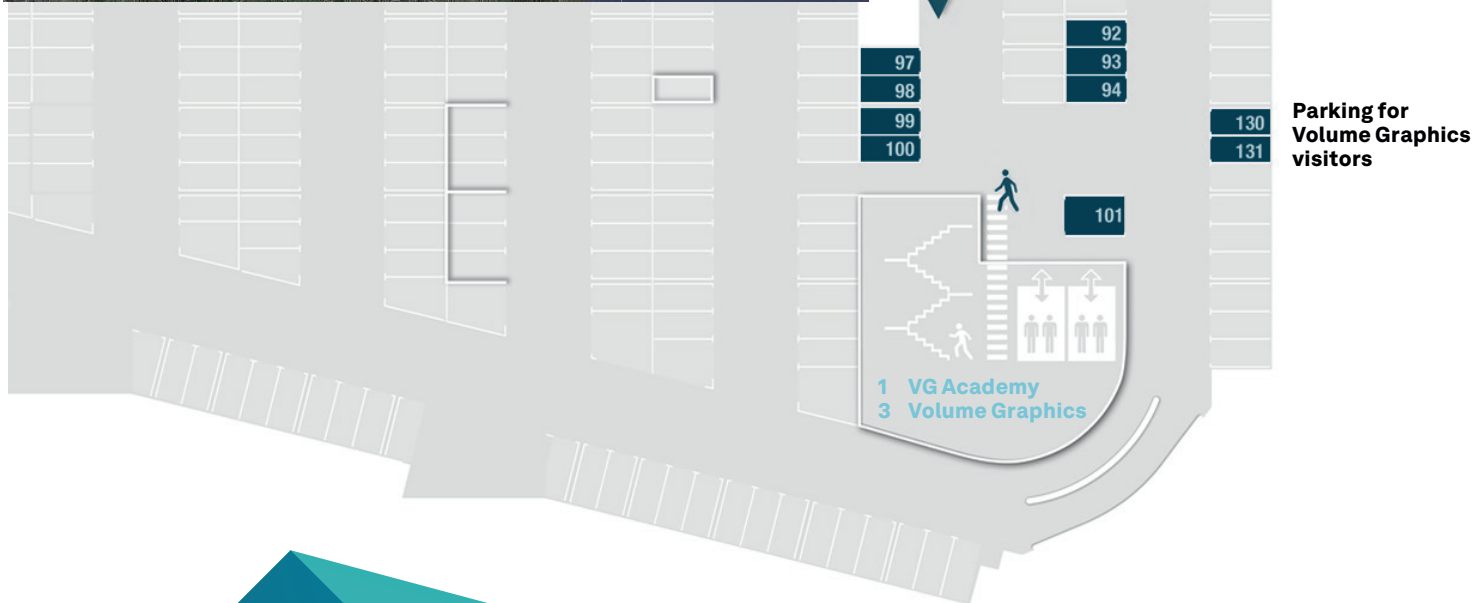 92
97
93
98
94
99
100
130
131
Parking for
Volume Graphics
visitors
101
1 VG Academy
3 Volume Graphics